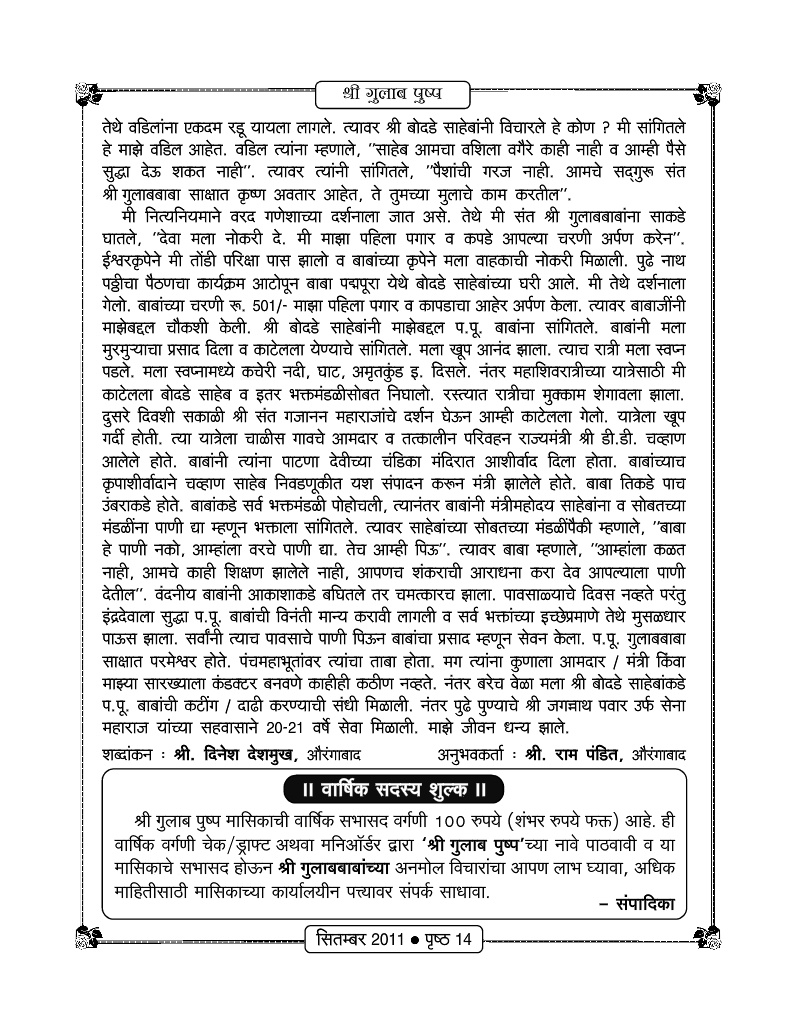 श्री गुलाब पुष्प
तेथे वडिलांना एकदम रडू यायला लागले. त्यावर श्री बोदडे साहेबांनी विचारले हे कोण ? मी सांगितले
हे माझे वडिल आहेत. वडिल त्यांना म्हणाले, ''साहेब आमचा वशिला वगैरे काही नाही व आम्ही पैसे
सुद्धा देऊ शकत नाही''. त्यावर त्यांनी सांगितले, ''पैशांची गरज नाही. आमचे सद्‌गुरू संत
श्री गुलाबबाबा साक्षात कृष्ण अवतार आहेत, ते तुमच्या मुलाचे काम करतील''.
मी नित्यनियमाने वरद गणेशाच्या दर्शनाला जात असे. तेथे मी संत श्री गुलाबबाबांना साकडे
घातले, ''देवा मला नोकरी दे. मी माझा पहिला पगार व कपडे आपल्या चरणी अर्पण करेन''.
ईश्वरकृपेने मी तोंडी परिक्षा पास झालो व बाबांच्या कृपेने मला वाहकाची नोकरी मिळाली. पुढे नाथ
षष्ठीचा पैठणचा कार्यक्रम आटोपून बाबा पद्मपूरा येथे बोदडे साहेबांच्या घरी आले. मी तेथे दर्शनाला
गेलो. बाबांच्या चरणी रू. 501/- माझा पहिला पगार व कापडाचा आहेर अर्पण केला. त्यावर बाबाजींनी
माझेबद्दल चौकशी केली. श्री बोदडे साहेबांनी माझेबद्दल प.पू. बाबांना सांगितले. बाबांनी मला
मुरमुऱ्याचा प्रसाद दिला व काटेलला येण्याचे सांगितले. मला खूप आनंद झाला. त्याच रात्री मला स्वप्न
पडले. मला स्वप्नामध्ये कचेरी नदी, घाट, अमृतकुंड इ. दिसले. नंतर महाशिवरात्रीच्या यात्रेसाठी मी
काटेलला बोदडे साहेब व इतर भक्तमंडळीसोबत निघालो. रस्त्यात रात्रीचा मुक्काम शेगावला झाला.
दुसरे दिवशी सकाळी श्री संत गजानन महाराजांचे दर्शन घेऊन आम्ही काटेलला गेलो. यात्रेला खूप
गर्दी होती. त्या यात्रेला चाळीस गावचे आमदार व तत्कालीन परिवहन राज्यमंत्री श्री डी.डी. चव्हाण
आलेले होते. बाबांनी त्यांना पाटणा देवीच्या चंडिका मंदिरात आशीर्वाद दिला होता. बाबांच्याच
कृपाशीर्वादाने चव्हाण साहेब निवडणूकीत यश संपादन करून मंत्री झालेले होते. बाबा तिकडे पाच
उंबराकडे होते. बाबांकडे सर्व भक्तमंडळी पोहोचली, त्यानंतर बाबांनी मंत्रीमहोदय साहेबांना व सोबतच्या
मंडळींना पाणी द्या म्हणून भक्ताला सांगितले. त्यावर साहेबांच्या सोबतच्या मंडळींपैकी म्हणाले, ''बाबा
हे पाणी नको, आम्हांला वरचे पाणी द्या. तेच आम्ही पिऊ''. त्यावर बाबा म्हणाले, ''आम्हांला कळत
नाही, आमचे काही शिक्षण झालेले नाही, आपणच शंकराची आराधना करा देव आपल्याला पाणी
देतील''. वंदनीय बाबांनी आकाशाकडे बघितले तर चमत्कारच झाला. पावसाळ्याचे दिवस नव्हते परंतु
इंद्रदेवाला सुद्धा प.पू. बाबांची विनंती मान्य करावी लागली व सर्व भक्तांच्या इच्छेप्रमाणे तेथे मुसळधार
पाऊस झाला. सर्वांनी त्याच पावसाचे पाणी पिऊन बाबांचा प्रसाद म्हणून सेवन केला. प.पू. गुलाबबाबा
साक्षात परमेश्वर होते. पंचमहाभूतांवर त्यांचा ताबा होता. मग त्यांना कुणाला आमदार / मंत्री किंवा
माझ्या सारख्याला कंडक्टर बनवणे काहीही कठीण नव्हते. नंतर बरेच वेळा मला श्री बोदडे साहेबांकडे
प.पू. बाबांची कटींग / दाढी करण्याची संधी मिळाली. नंतर पुढे पुण्याचे श्री जगन्नाथ पवार उर्फ सेना
महाराज यांच्या सहवासाने 20-21 वर्षे सेवा मिळाली. माझे जीवन धन्य झाले.
शब्दांकन : श्री. दिनेश देशमुख, औरंगाबाद अनुभवकर्ता : श्री. राम पंडित, औरंगाबाद
॥ वार्षिक सदस्य शुल्क ॥
श्री गुलाब पुष्प मासिकाची वार्षिक सभासद वर्गणी 100 रुपये (शंभर रुपये फक्त) आहे. ही
वार्षिक वर्गणी चेक/ड्राफ्ट अथवा मनिऑर्डर द्वारा 'श्री गुलाब पुष्प'च्या नावे पाठवावी व या
मासिकाचे सभासद होऊन श्री गुलाबबाबांच्या अनमोल विचारांचा आपण लाभ घ्यावा, अधिक
माहितीसाठी मासिकाच्या कार्यालयीन पत्त्यावर संपर्क साधावा.
– संपादिका
सितम्बर 2011 ● पृष्ठ 14